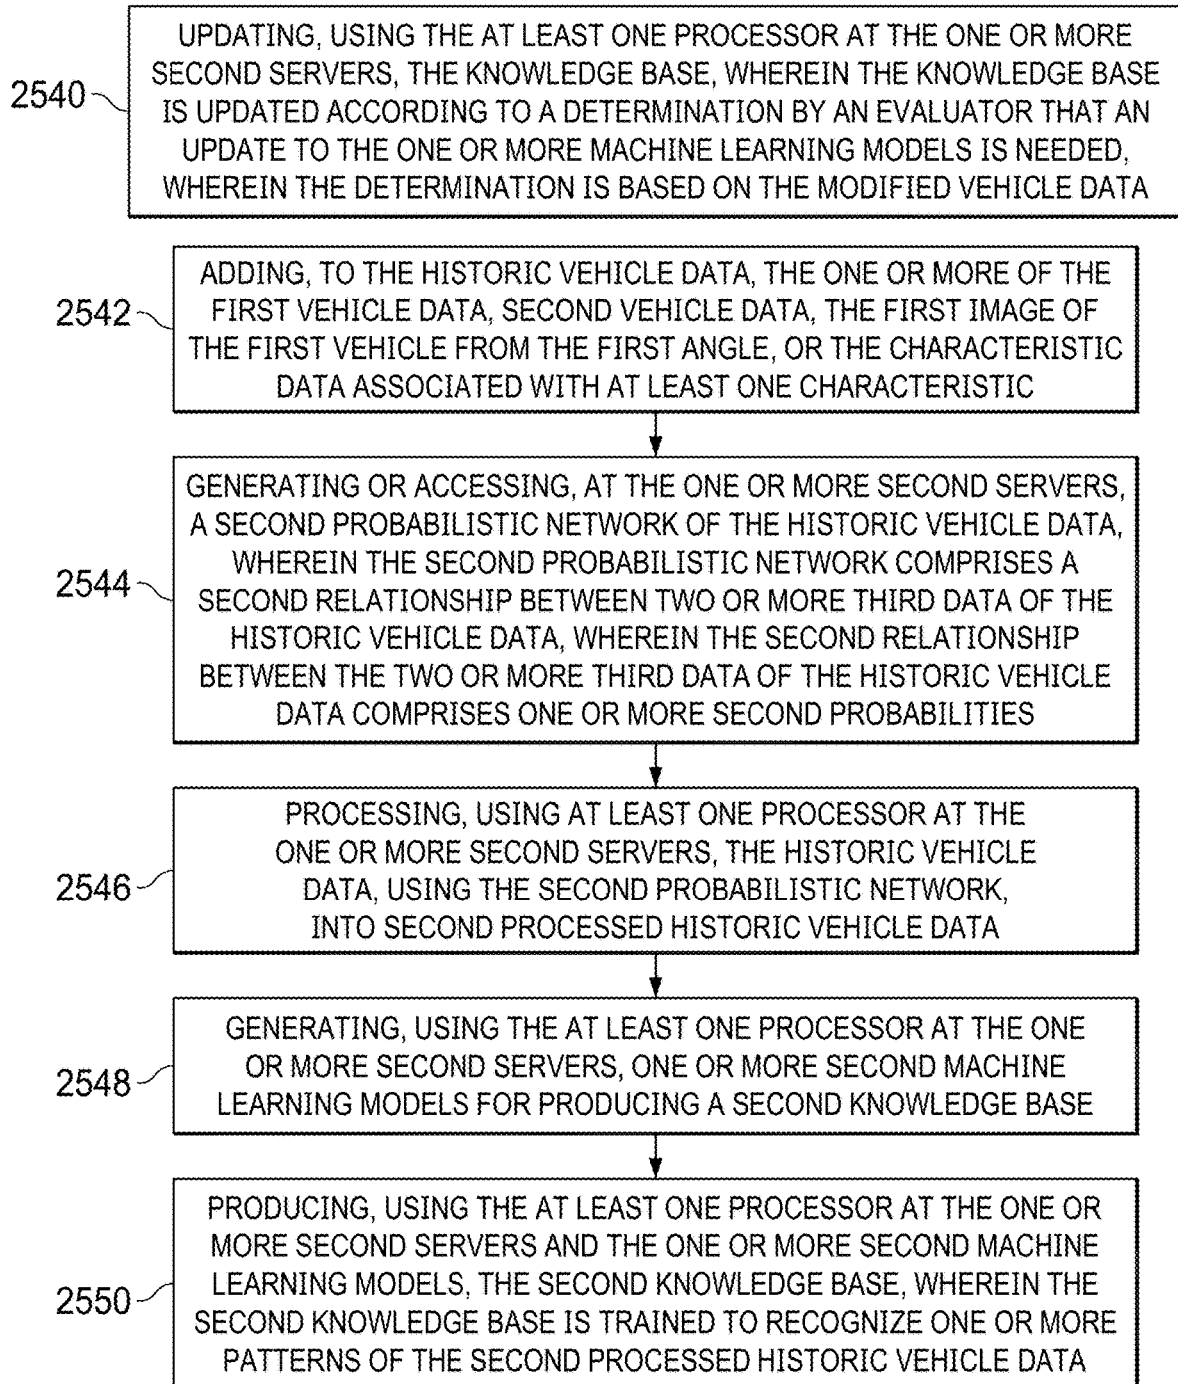 2540
UPDATING, USING THE AT LEAST ONE PROCESSOR AT THE ONE OR MORE
SECOND SERVERS, THE KNOWLEDGE BASE, WHEREIN THE KNOWLEDGE BASE
IS UPDATED ACCORDING TO A DETERMINATION BY AN EVALUATOR THAT AN
UPDATE TO THE ONE OR MORE MACHINE LEARNING MODELS IS NEEDED,
WHEREIN THE DETERMINATION IS BASED ON THE MODIFIED VEHICLE DATA
2542
ADDING, TO THE HISTORIC VEHICLE DATA, THE ONE OR MORE OF THE
FIRST VEHICLE DATA, SECOND VEHICLE DATA, THE FIRST IMAGE OF
THE FIRST VEHICLE FROM THE FIRST ANGLE, OR THE CHARACTERISTIC
DATA ASSOCIATED WITH AT LEAST ONE CHARACTERISTIC
2544
GENERATING OR ACCESSING, AT THE ONE OR MORE SECOND SERVERS,
A SECOND PROBABILISTIC NETWORK OF THE HISTORIC VEHICLE DATA,
WHEREIN THE SECOND PROBABILISTIC NETWORK COMPRISES A
SECOND RELATIONSHIP BETWEEN TWO OR MORE THIRD DATA OF THE
HISTORIC VEHICLE DATA, WHEREIN THE SECOND RELATIONSHIP
BETWEEN THE TWO OR MORE THIRD DATA OF THE HISTORIC VEHICLE
DATA COMPRISES ONE OR MORE SECOND PROBABILITIES
2546
PROCESSING, USING AT LEAST ONE PROCESSOR AT THE
ONE OR MORE SECOND SERVERS, THE HISTORIC VEHICLE
DATA, USING THE SECOND PROBABILISTIC NETWORK,
INTO SECOND PROCESSED HISTORIC VEHICLE DATA
2548
GENERATING, USING THE AT LEAST ONE PROCESSOR AT THE ONE
OR MORE SECOND SERVERS, ONE OR MORE SECOND MACHINE
LEARNING MODELS FOR PRODUCING A SECOND KNOWLEDGE BASE
2550
PRODUCING, USING THE AT LEAST ONE PROCESSOR AT THE ONE OR
MORE SECOND SERVERS AND THE ONE OR MORE SECOND MACHINE
LEARNING MODELS, THE SECOND KNOWLEDGE BASE, WHEREIN THE
SECOND KNOWLEDGE BASE IS TRAINED TO RECOGNIZE ONE OR MORE
PATTERNS OF THE SECOND PROCESSED HISTORIC VEHICLE DATA